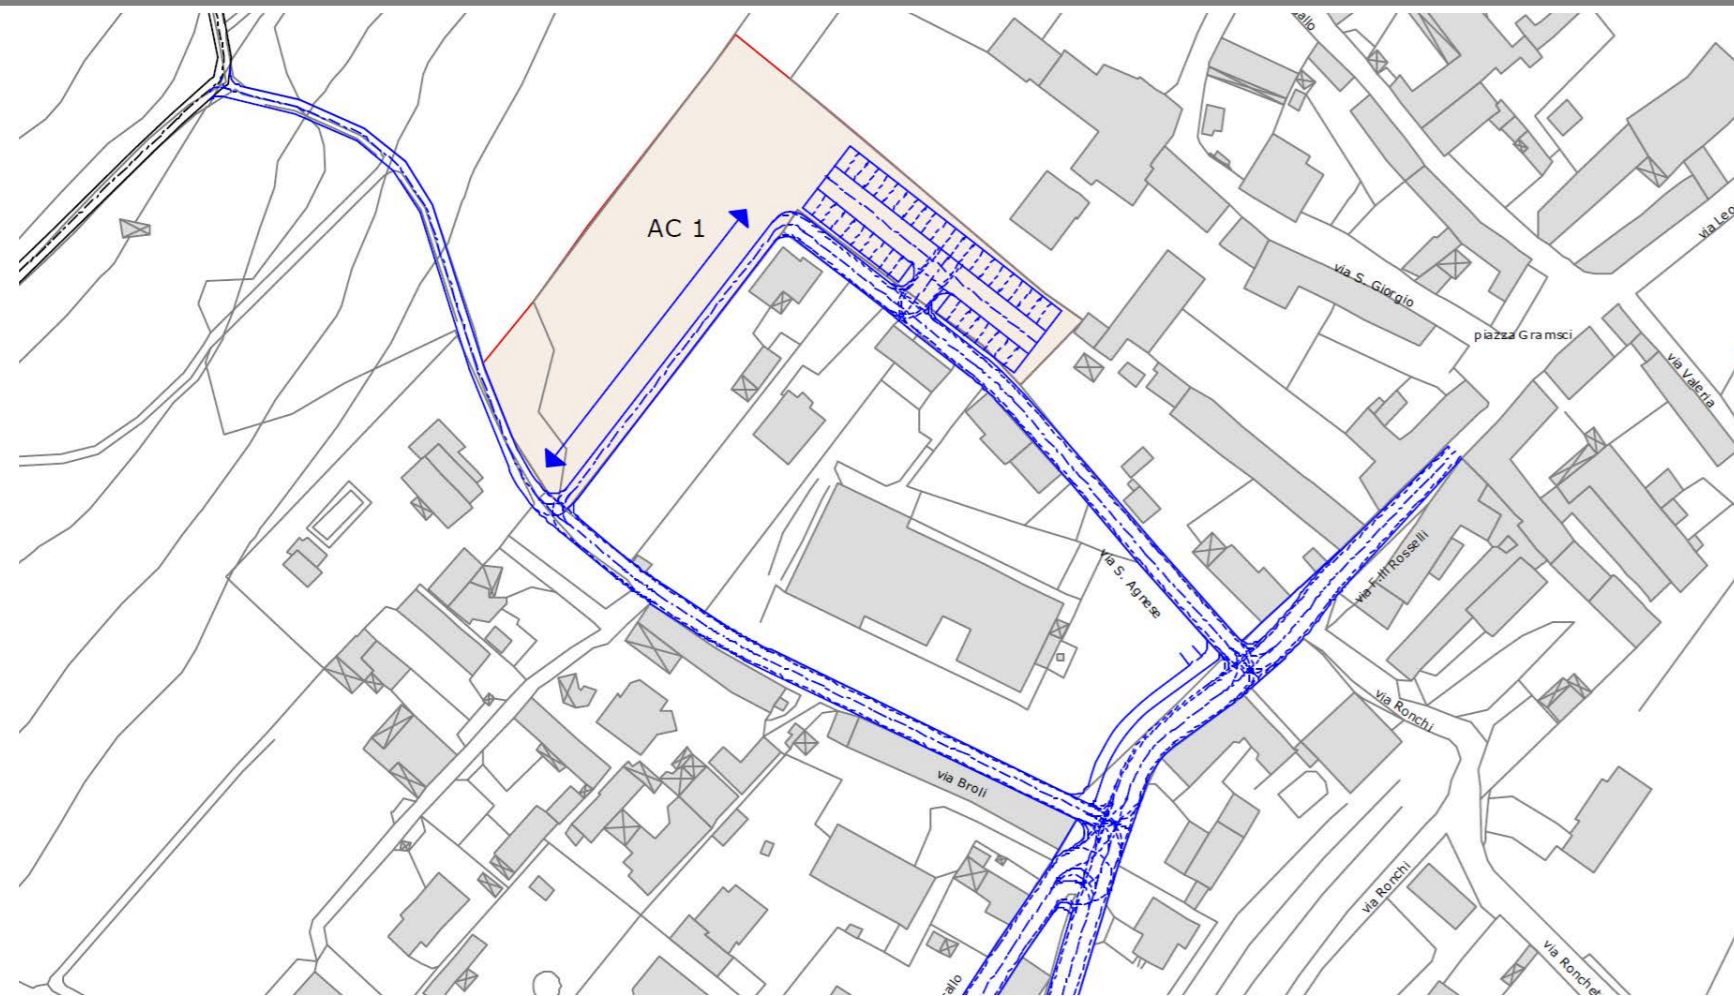 AC 1
via S. Giorgio
piazza Gramsci
via Valeria
via F.lli Rosselli
via S. Agnese
via Ronchi
via Broli
via Ronchi